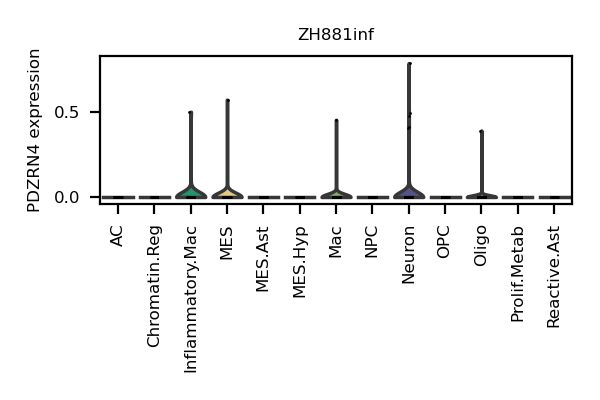 ZH881inf
PDZRN4 expression
0.5
0.0
AC
Chromatin.Reg
Inflammatory.Mac
MES
MES.Ast
MES.Hyp
Mac
NPC
Neuron
OPC
Oligo
Prolif.Metab
Reactive.Ast